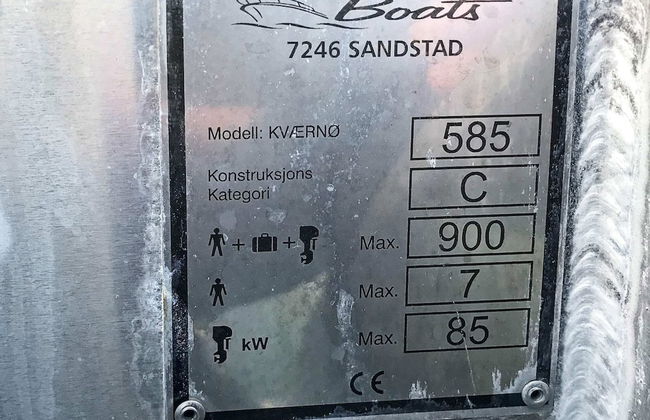 Boats
7246 SANDSTAD
Modell: KVÆRNØ 585
Konstruksjons
Kategori C
+ + Max. 900
Max. 7
kW Max. 85
CE